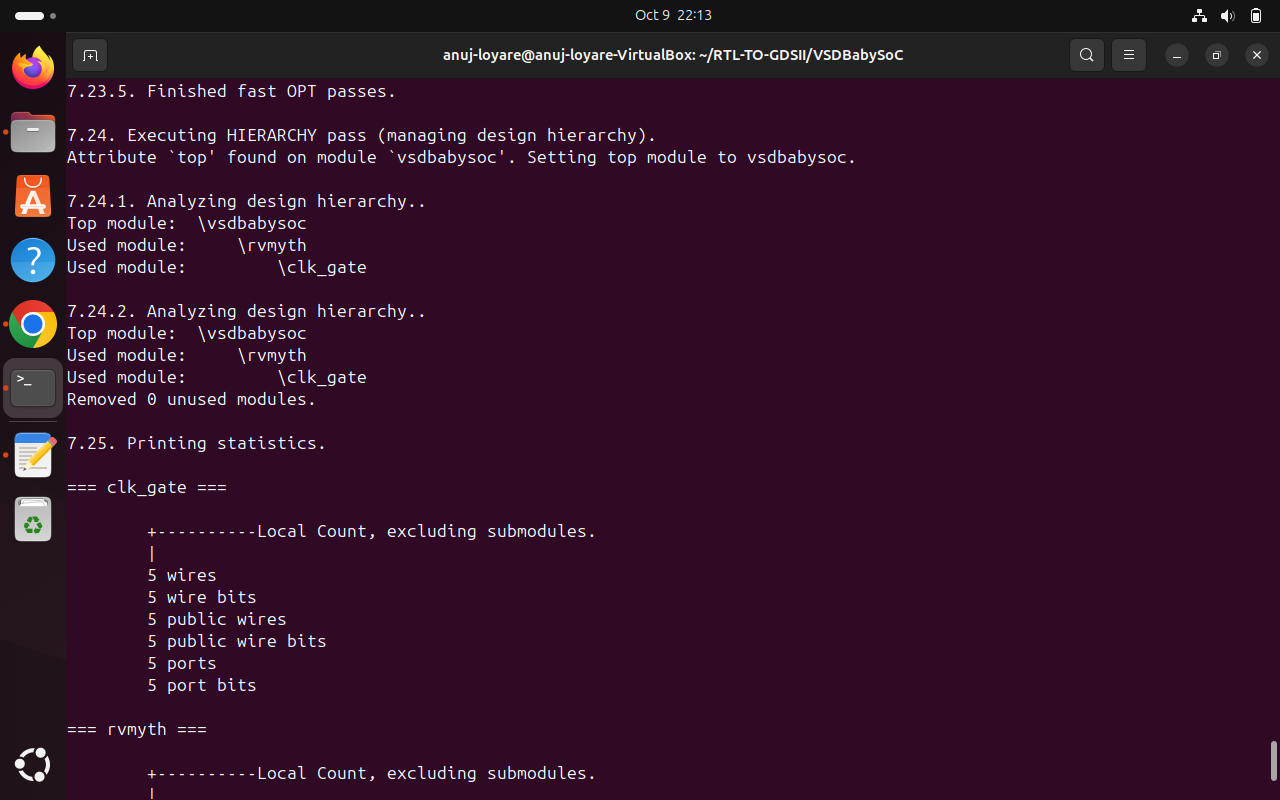 Oct 9 22:13
anuj-loyare@anuj-loyare-VirtualBox: ~/RTL-TO-GDSII/VSDBabySoC
7.23.5. Finished fast OPT passes.
7.24. Executing HIERARCHY pass (managing design hierarchy).
Attribute `top' found on module `vsdbabysoc'. Setting top module to vsdbabysoc.
7.24.1. Analyzing design hierarchy..
Top module:  \vsdbabysoc
Used module:     \rvmyth
Used module:         \clk_gate
7.24.2. Analyzing design hierarchy..
Top module:  \vsdbabysoc
Used module:     \rvmyth
Used module:         \clk_gate
Removed 0 unused modules.
7.25. Printing statistics.
=== clk_gate ===
        +----------Local Count, excluding submodules.
        |
        5 wires
        5 wire bits
        5 public wires
        5 public wire bits
        5 ports
        5 port bits
=== rvmyth ===
        +----------Local Count, excluding submodules.
        |